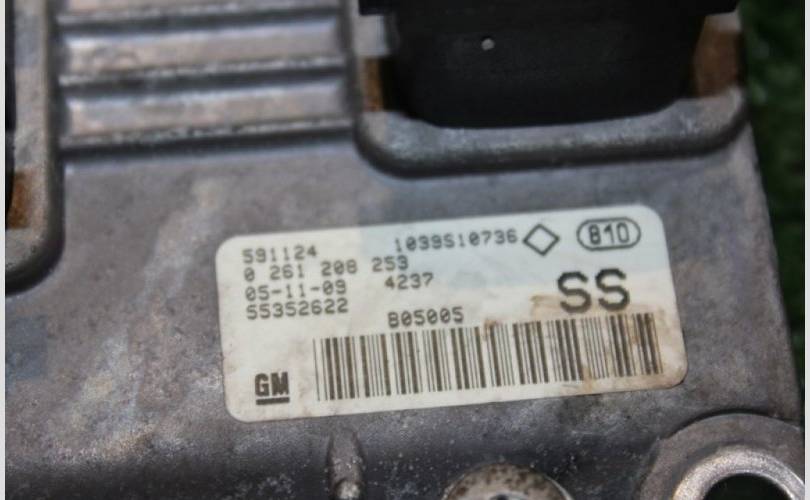 591124 1039S10736 810
0 261 208 253
05-11-09 4237 SS
55352622 B05005
GM